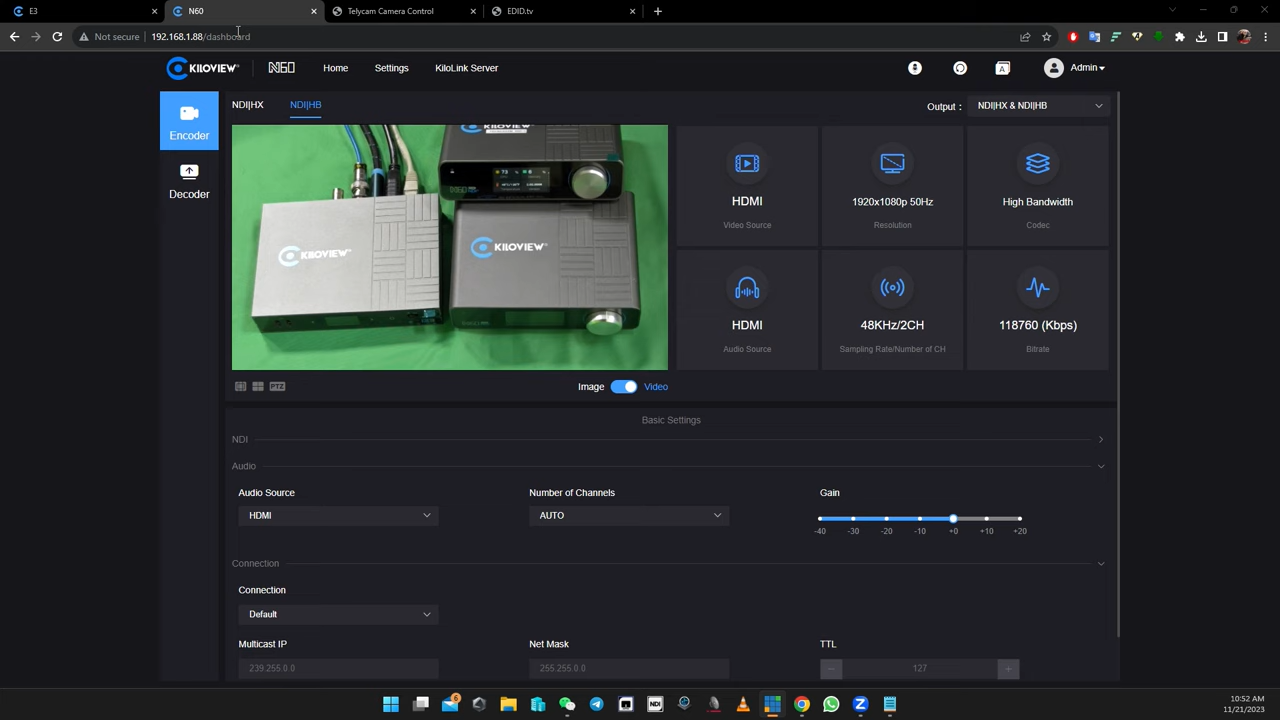 E3
N60
Telycam Camera Control
EDID.tv
Not secure
192.168.1.88/dashboard
KILOVIEW
N60
Home
Settings
KiloLink Server
Admin
Encoder
Decoder
NDI|HX
NDI|HB
Output :
NDI|HX & NDI|HB
KILOVIEW
KILOVIEW
HDMI
Video Source
1920x1080p 50Hz
Resolution
High Bandwidth
Codec
HDMI
Audio Source
48KHz/2CH
Sampling Rate/Number of CH
118760 (Kbps)
Bitrate
PTZ
Image
Video
Basic Settings
NDI
Audio
Audio Source
Number of Channels
Gain
HDMI
AUTO
-40 -30 -20 -10 +0 +10 +20
Connection
Connection
Default
Multicast IP
Net Mask
TTL
239.255.0.0
255.255.0.0
127
6
NDI
10:52 AM
11/21/2023